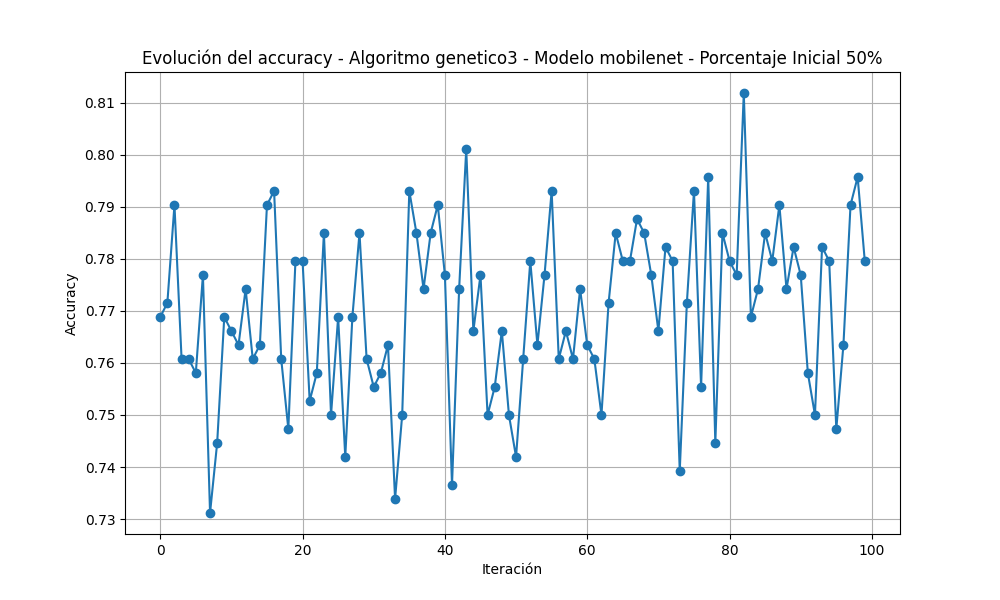 Evolución del accuracy - Algoritmo genetico3 - Modelo mobilenet - Porcentaje Inicial 50%
0.81
0.80
0.79
0.78
0.77
0.76
0.75
0.74
0.73
Accuracy
0 20 40 60 80 100
Iteración